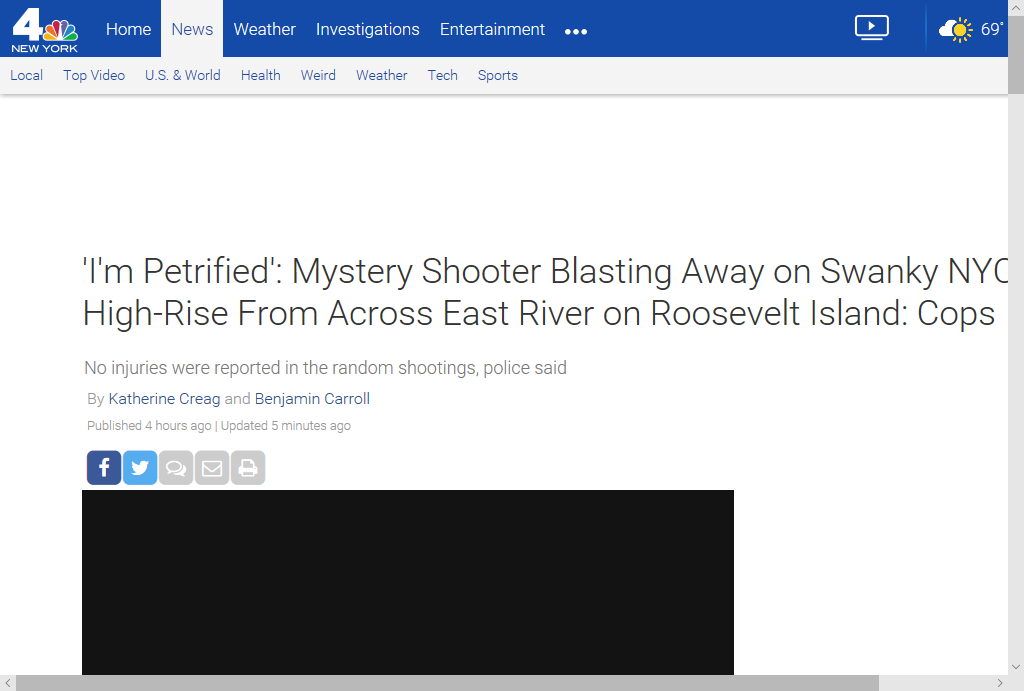 4
NEW YORK
Home News Weather Investigations Entertainment •••
69°
Local Top Video U.S. & World Health Weird Weather Tech Sports
'I'm Petrified': Mystery Shooter Blasting Away on Swanky NYC
High-Rise From Across East River on Roosevelt Island: Cops
No injuries were reported in the random shootings, police said
By Katherine Creag and Benjamin Carroll
Published 4 hours ago | Updated 5 minutes ago